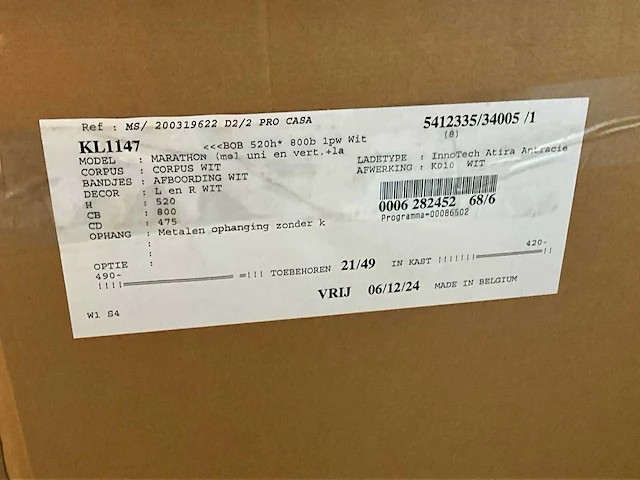 Ref : MS/ 200319622 D2/2 PRO CASA
5412335/34005 /1
(8)
KL1147 <<<BOB 520h* 800b 1pw Wit
MODEL : MARATHON (m@) uni en vert.+la
LADETYPE : InnoTech Atira Antracie
CORPUS : CORPUS WIT
AFWERKING : K010 WIT
BANDJES : AFBOORDING WIT
DECOR : L en R WIT
H : 520
CB : 800
CD : 475
0006 282452 68/6
Programma-00086502
OPHANG : Metalen ophanging zonder k
:
:
OPTIE :
490- 420-
!!!!═══════════ =!!! TOEBEHOREN 21/49 IN KAST !!!!!!!══════════ !!
VRIJ 06/12/24 MADE IN BELGIUM
W1 S4